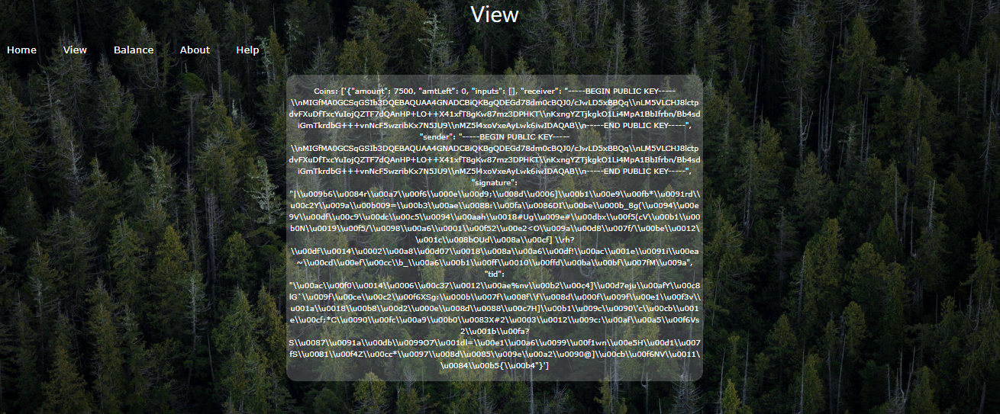 View
Home View Balance About Help
Coins: ['{"amount": 7500, "amtLeft": 0, "inputs": [], "receiver": "-----BEGIN PUBLIC KEY-----
\\nMIGfMA0GCSqGSIb3DQEBAQUAA4GNADCBiQKBgQDEGd78dm0cBQJ0/cJwLD5xBBQq\\nLM5VLCHJ8lctp
dvFXuDfTxcYuIojQZTF7dQAnHP+LO++X41xfT8gKw87mz3DPHKT\\nKxngYZTjkgkO1Li4MpA1BbIfrbn/Bb4sd
iGmTkrdbG+++vnNcF5wzribKx7N5JU9\\nMZ5l4xoVxeAyLwk6iwIDAQAB\\n-----END PUBLIC KEY-----",
"sender": "-----BEGIN PUBLIC KEY-----
\\nMIGfMA0GCSqGSIb3DQEBAQUAA4GNADCBiQKBgQDEGd78dm0cBQJ0/cJwLD5xBBQq\\nLM5VLCHJ8lctp
dvFXuDfTxcYuIojQZTF7dQAnHP+LO++X41xfT8gKw87mz3DPHKT\\nKxngYZTjkgkO1Li4MpA1BbIfrbn/Bb4sd
iGmTkrdbG+++vnNcF5wzribKx7N5JU9\\nMZ5l4xoVxeAyLwk6iwIDAQAB\\n-----END PUBLIC KEY-----",
"signature":
"|\\u009b6\\u0084r\\u00a7\\u00f6\\u000e\\u00d9;\\u008d\\u0006]\\u00b1\\u00e9\\u00fb*\\u0091rd\\
u00c2Y\\u009a\\u00b009=\\u00b3\\u00ae\\u0088:\\u00fa\\u0086DI\\u00be\\u000b_8g(\\u0094\\u00e
9V\\u00df\\u00c9\\u00dc\\u00c5\\u0094\\u00aah\\u0018#Ug\\u009e#\\u00dbx\\u00f5(cV\\u00b1\\u00
b0N\\u0019\\u00f5/\\u0098\\u00a6\\u0001\\u00f52\\u00e2<O\\u009a\\u00d8\\u007f/\\u00be\\u0012\
\u001c\\u008bOUd\\u008a\\u00cf] \\rh?
\\u00df\\u0014\\u0002\\u00a8\\u00d07\\u0018\\u008a\\u00a6\\u00df!\\u00ac\\u001e\\u0091i\\u00ea
~\\u00cd\\u00ef\\u00cc\\b_\\u00a6\\u00b1\\u00ff\\u0010\\u00ffd\\u00ba\\u00bf\\u007fM\\u009a",
"tid":
"\\u00ac\\u00f0\\u0014\\u0006\\u00c37\\u0012\\u00ae%nv\\u00b2\\u00c4]\\u00d7eju\\u00afY\\u00c8
lG`\\u009f\\u00ce\\u00c2\\u00f6XSg;\\u000b\\u007f\\u008f\\f\\u008d\\u000f\\u009f\\u00e1\\u00f3v\\
u001a\\u0018\\u00b8\\u00d2\\u000e\\u008d\\u0088\\u00c7H]\\u00b1\\u009c\\u0090\'c\\u00cb\\u001
e\\u00cf;*C\\u0090\\u00fc\\u00a9\\u00b0\\u0083X#2\\u0003\\u0012\\u009c:\\u00af\\u00a5\\u00f6Vs
2\\u001b\\u00fa?
S\\u0087\\u0091a\\u00db\\u0099O7\\u001dl=\\u00e1\\u00a6\\u0099\\u00f1wn\\u00e5H\\u00d1\\u007
fS\\u0081\\u00f4Z\\u00cc*\\u0097\\u008d\\u0085\\u009e\\u00a2\\u0090@]\\u00cb\\u00f6NV\\u0011\
\u0084\\u00b5{\\u00b4"}']